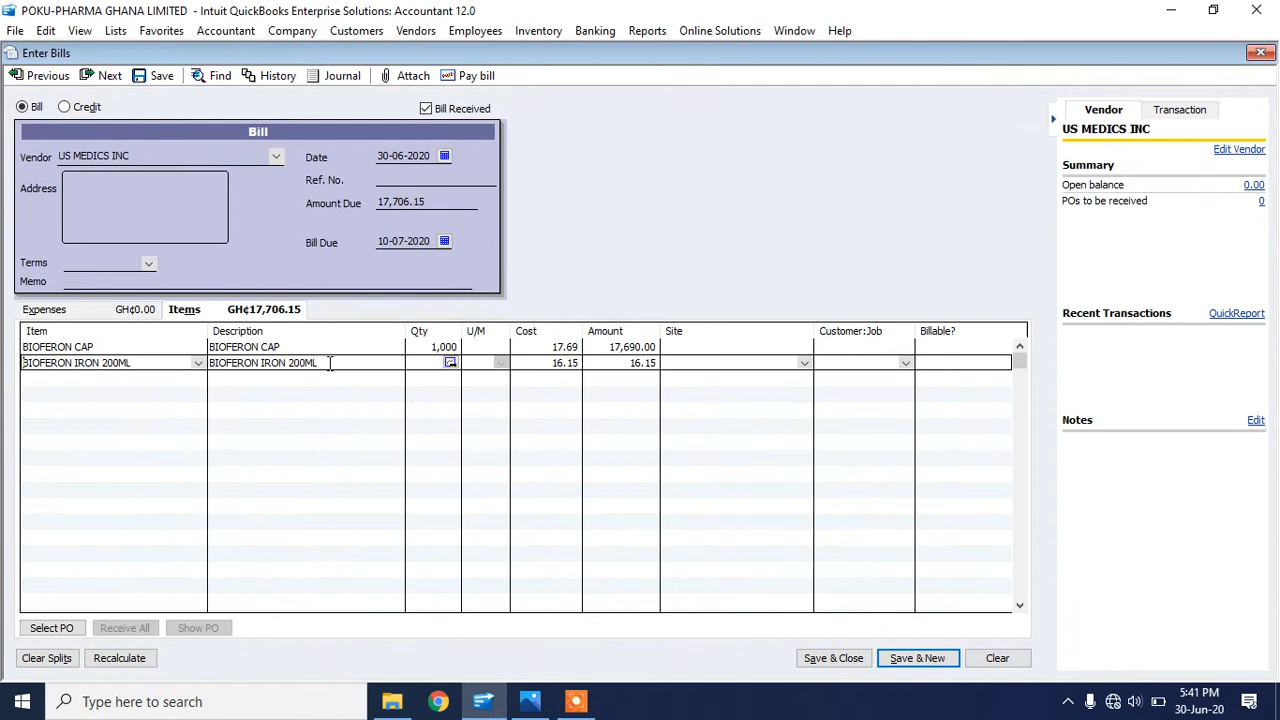 POKU-PHARMA GHANA LIMITED - Intuit QuickBooks Enterprise Solutions: Accountant 12.0
File Edit View Lists Favorites Accountant Company Customers Vendors Employees Inventory Banking Reports Online Solutions Window Help
Enter Bills
Previous Next Save Find History Journal Attach Pay bill
Bill Credit Bill Received
Bill
Vendor US MEDICS INC Date 30-06-2020
Address Ref. No.
Amount Due 17,706.15
Bill Due 10-07-2020
Terms
Memo
Vendor Transaction
US MEDICS INC
Edit Vendor
Summary
Open balance 0.00
POs to be received 0
Recent Transactions QuickReport
Notes Edit
Expenses GH¢0.00 Items GH¢17,706.15
Item Description Qty U/M Cost Amount Site Customer:Job Billable?
BIOFERON CAP BIOFERON CAP 1,000 17.69 17,690.00
BIOFERON IRON 200ML BIOFERON IRON 200ML 16.15 16.15
Select PO Receive All Show PO
Clear Splits Recalculate Save & Close Save & New Clear
Type here to search
5:41 PM
30-Jun-20